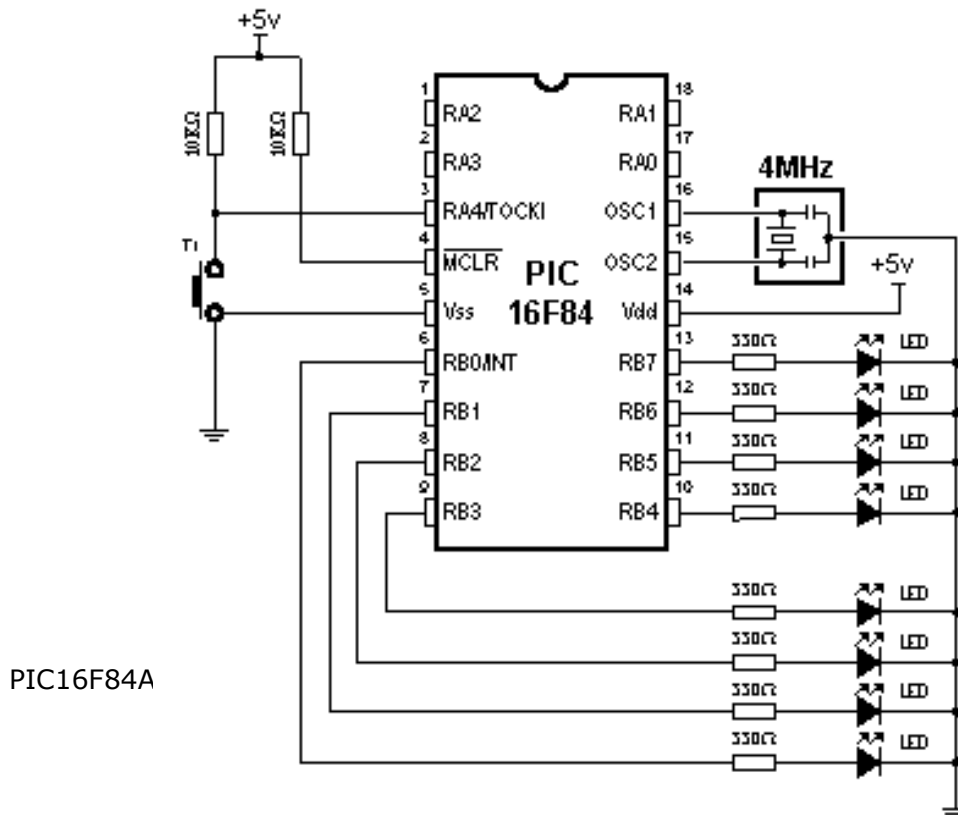 +5v
10KΩ
10KΩ
T1
1
RA2
2
RA3
3
RA4/TOCKI
4
MCLR
5
Vss
6
RB0/INT
7
RB1
8
RB2
9
RB3
PIC
16F84
18
RA1
17
RA0
16
OSC1
15
OSC2
14
Vdd
13
RB7
12
RB6
11
RB5
10
RB4
4MHz
+5v
330Ω
LED
330Ω
LED
330Ω
LED
330Ω
LED
330Ω
LED
330Ω
LED
330Ω
LED
330Ω
LED
PIC16F84A